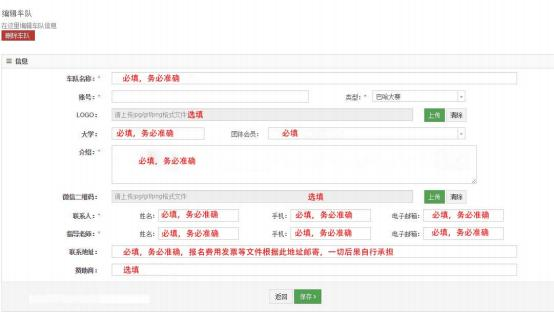 编辑车队
在这里编辑车队信息
删除车队
信息
车队名称： * 必填，务必准确
账号： * 类型： * 巴哈大赛
LOGO： 请上传jpg/gif/png格式文件 选填 上传 清除
大学： 必填，务必准确 团体会员： 必填
介绍： * 必填，务必准确
微信二维码： 请上传jpg/gif/png格式文件 选填 上传 清除
联系人： * 姓名： 必填，务必准确 手机： 必填，务必准确 电子邮箱： 必填，务必准确
指导老师： * 姓名： 必填，务必准确 手机： 必填，务必准确 电子邮箱： 必填，务必准确
联系地址： 必填，务必准确，报名费用发票等文件根据此地址邮寄，一切后果自行承担
赞助商： 选填
返回 保存